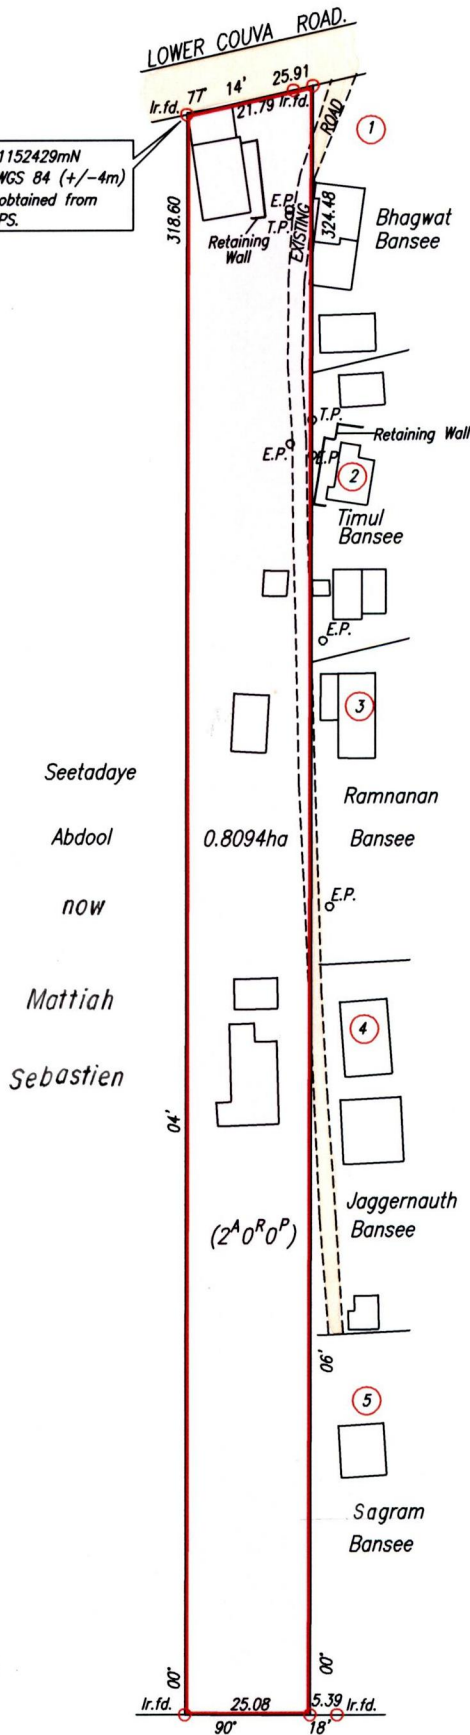 LOWER COUVA ROAD.
25.91
77° 14'
Ir.fd. 21.79 Ir.fd.
1152429mN
WGS 84 (+/-4m)
obtained from
PS.
ROAD
1
318.60
E.P.
T.P.
EXISTING
324.48
Retaining
Wall
Bhagwat
Bansee
T.P.
Retaining Wall
E.P.
E.P.
2
Timul
Bansee
E.P.
3
Seetadaye
Ramnanan
Abdool
0.8094ha
Bansee
now
E.P.
Mattiah
4
Sebastien
04'
Jaggernauth
(2ᴬ0ᴿ0ᴾ)
Bansee
06'
5
Sagram
Bansee
00°
00°
Ir.fd. 25.08 5.39 Ir.fd.
90° 18'